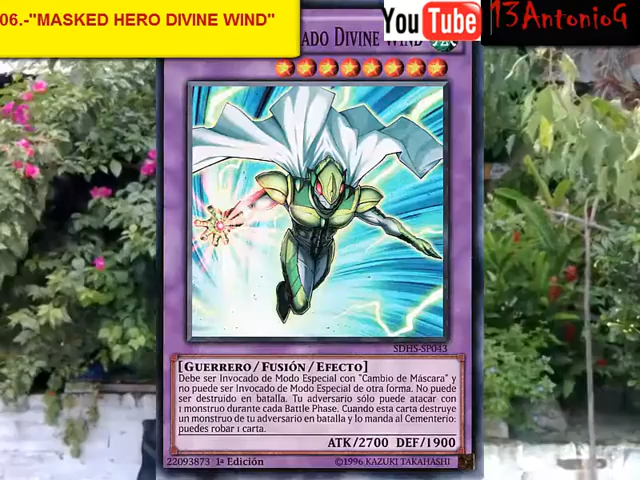 06.-"MASKED HERO DIVINE WIND"
You Tube
13AntonioG
DIVINE WIND
SDHS-SP043
[GUERRERO/FUSIÓN/EFECTO]
Debe ser Invocado de Modo Especial con "Cambio de Máscara" y
no puede ser Invocado de Modo Especial de otra forma. No puede
ser destruido en batalla. Tu adversario sólo puede atacar con
1 monstruo durante cada Battle Phase. Cuando esta carta destruye
un monstruo de tu adversario en batalla y lo manda al Cementerio:
puedes robar 1 carta.
ATK/2700 DEF/1900
22093873 1ª Edición ©1996 KAZUKI TAKAHASHI